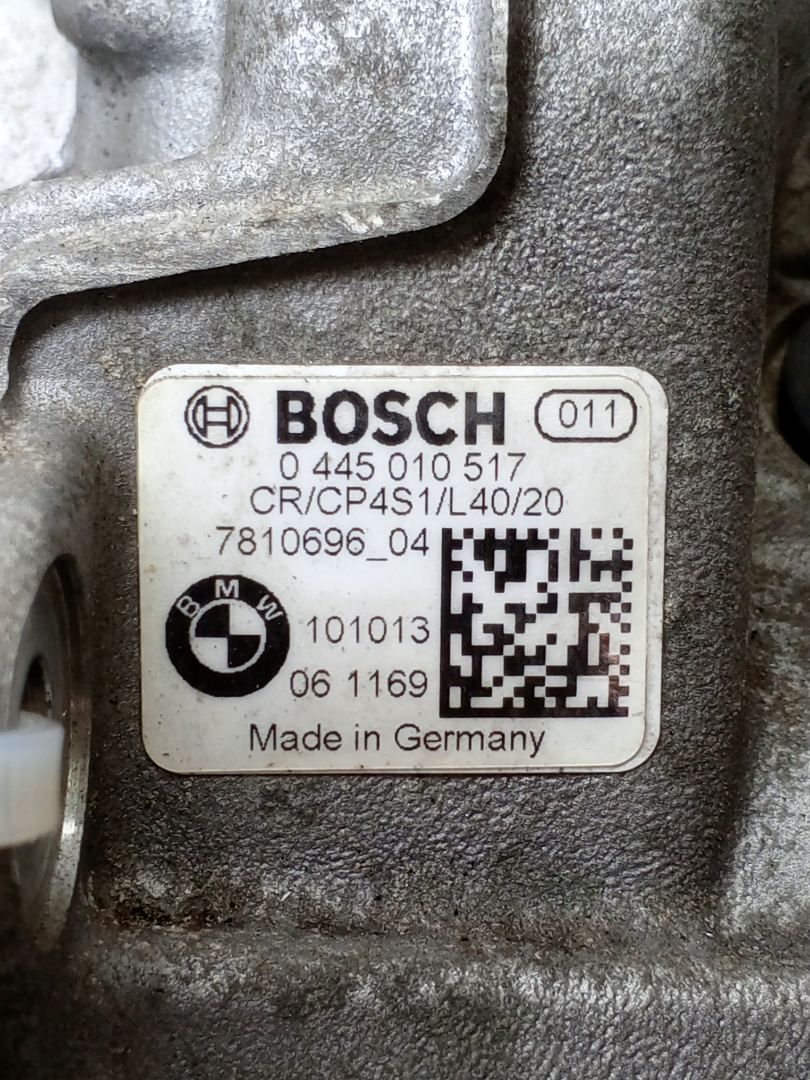 BOSCH 011
0 445 010 517
CR/CP4S1/L40/20
7810696_04
BMW
101013
06 1169
Made in Germany